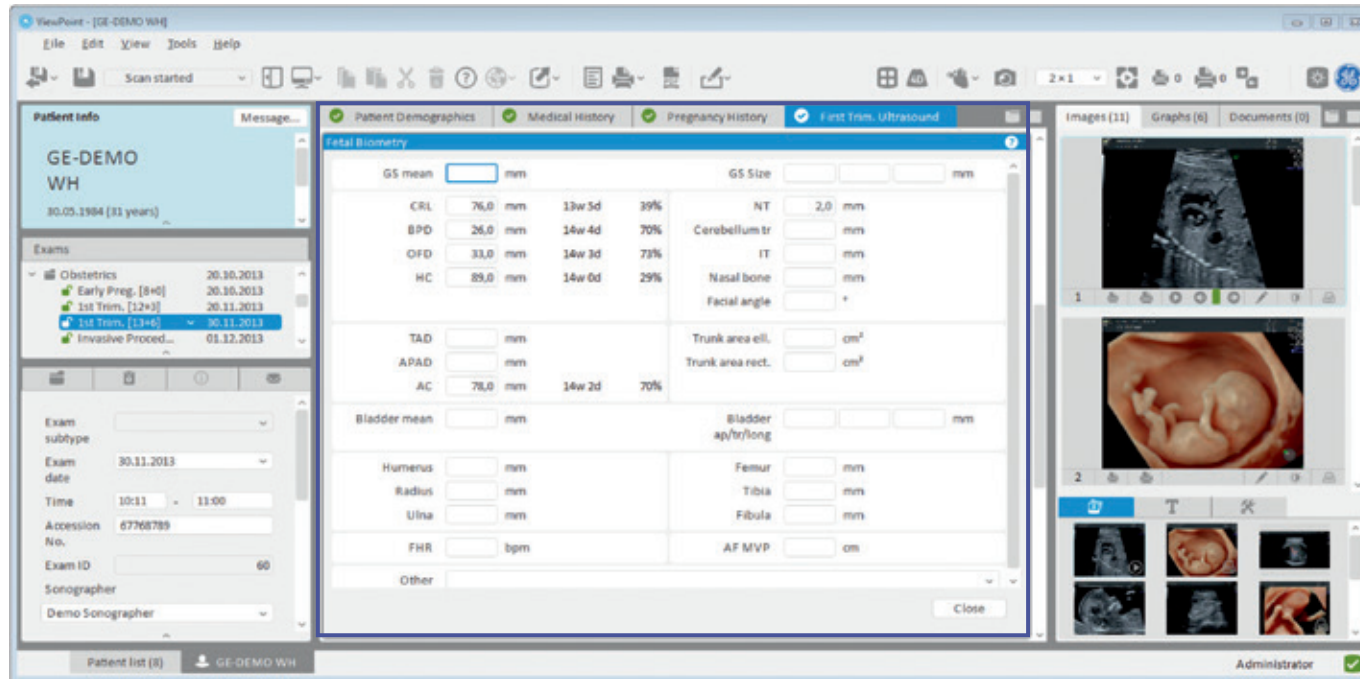 ViewPoint - [GE-DEMO WH]
File Edit View Tools Help
Scan started
2×1
0
0
Patient Info Message...
GE-DEMO
WH
30.05.1984 (31 years)
Exams
Obstetrics 20.10.2013
Early Preg. [8+0] 20.10.2013
1st Trim. [12+3] 20.11.2013
1st Trim. [13+6] 30.11.2013
Invasive Proced... 01.12.2013
Exam subtype
Exam date 30.11.2013
Time 10:11 - 11:00
Accession No. 67768789
Exam ID 60
Sonographer
Demo Sonographer
Patient Demographics Medical History Pregnancy History First Trim. Ultrasound
Fetal Biometry
GS mean mm GS Size mm
CRL 76,0 mm 13w 5d 39% NT 2,0 mm
BPD 26,0 mm 14w 4d 70% Cerebellum tr mm
OFD 33,0 mm 14w 3d 73% IT mm
HC 89,0 mm 14w 0d 29% Nasal bone mm
Facial angle °
TAD mm Trunk area ell. cm²
APAD mm Trunk area rect. cm²
AC 78,0 mm 14w 2d 70%
Bladder mean mm Bladder ap/tr/long mm
Humerus mm Femur mm
Radius mm Tibia mm
Ulna mm Fibula mm
FHR bpm AF MVP cm
Other
Close
Images (11) Graphs (6) Documents (0)
1
2
T
Patient list (8) GE-DEMO WH Administrator